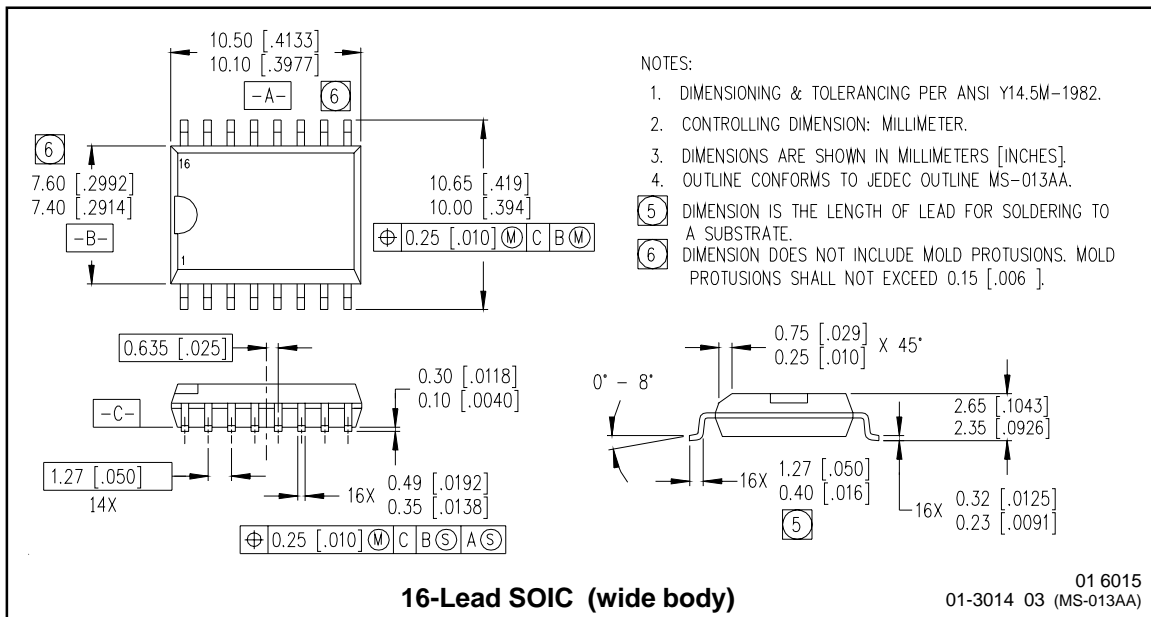 10.50 [.4133]
10.10 [.3977]
-A-
6
6
7.60 [.2992]
7.40 [.2914]
-B-
16
1
10.65 [.419]
10.00 [.394]
⌖ 0.25 [.010] Ⓜ C B Ⓜ
NOTES:
1. DIMENSIONING & TOLERANCING PER ANSI Y14.5M-1982.
2. CONTROLLING DIMENSION: MILLIMETER.
3. DIMENSIONS ARE SHOWN IN MILLIMETERS [INCHES].
4. OUTLINE CONFORMS TO JEDEC OUTLINE MS-013AA.
5 DIMENSION IS THE LENGTH OF LEAD FOR SOLDERING TO
A SUBSTRATE.
6 DIMENSION DOES NOT INCLUDE MOLD PROTUSIONS. MOLD
PROTUSIONS SHALL NOT EXCEED 0.15 [.006 ].
0.635 [.025]
-C-
0.30 [.0118]
0.10 [.0040]
1.27 [.050]
14X
16X 0.49 [.0192]
0.35 [.0138]
⌖ 0.25 [.010] Ⓜ C B Ⓢ A Ⓢ
0.75 [.029]
0.25 [.010] X 45°
0° - 8°
2.65 [.1043]
2.35 [.0926]
16X 1.27 [.050]
0.40 [.016]
5
16X 0.32 [.0125]
0.23 [.0091]
16-Lead SOIC (wide body)
01 6015
01-3014 03 (MS-013AA)